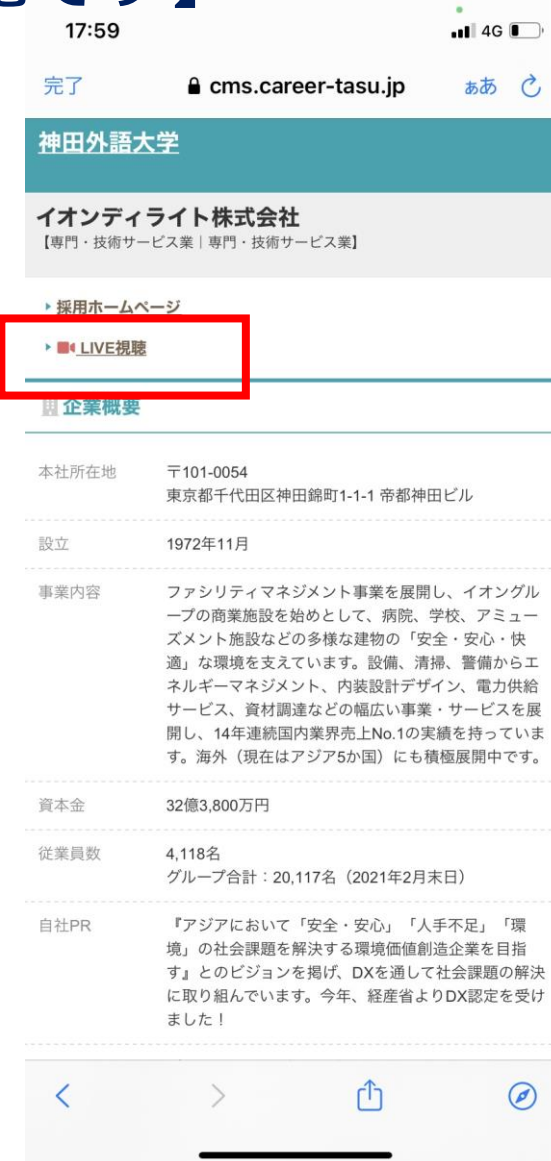 です】
17:59
4G
完了
cms.career-tasu.jp
ぁあ
神田外語大学
イオンディライト株式会社
【専門・技術サービス業｜専門・技術サービス業】
採用ホームページ
LIVE視聴
企業概要
本社所在地
〒101-0054
東京都千代田区神田錦町1-1-1 帝都神田ビル
設立
1972年11月
事業内容
ファシリティマネジメント事業を展開し、イオングル
ープの商業施設を始めとして、病院、学校、アミュー
ズメント施設などの多様な建物の「安全・安心・快
適」な環境を支えています。設備、清掃、警備からエ
ネルギーマネジメント、内装設計デザイン、電力供給
サービス、資材調達などの幅広い事業・サービスを展
開し、14年連続国内業界売上No.1の実績を持っていま
す。海外（現在はアジア5か国）にも積極展開中です。
資本金
32億3,800万円
従業員数
4,118名
グループ合計：20,117名（2021年2月末日）
自社PR
『アジアにおいて「安全・安心」「人手不足」「環
境」の社会課題を解決する環境価値創造企業を目指
す』とのビジョンを掲げ、DXを通して社会課題の解決
に取り組んでいます。今年、経産省よりDX認定を受け
ました！